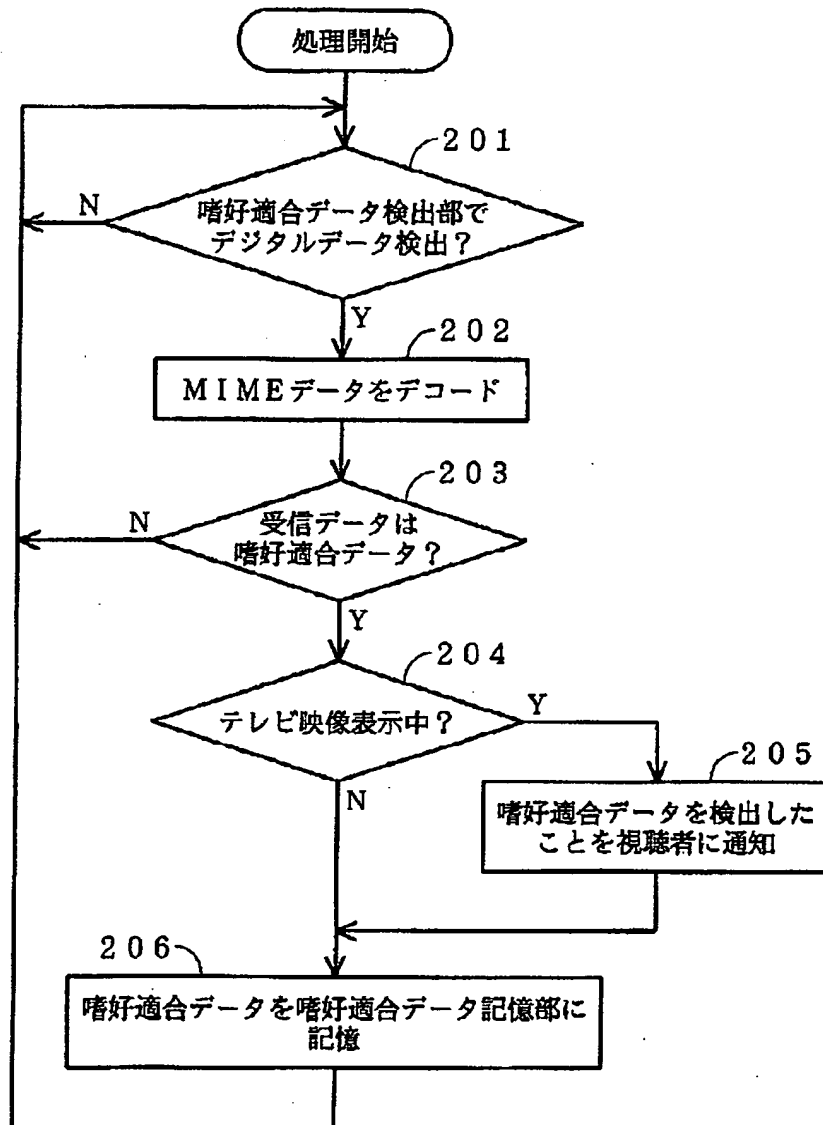 処理開始
201
嗜好適合データ検出部で
デジタルデータ検出？
N
Y
202
ＭＩＭＥデータをデコード
203
受信データは
嗜好適合データ？
N
Y
204
テレビ映像表示中？
Y
N
205
嗜好適合データを検出した
ことを視聴者に通知
206
嗜好適合データを嗜好適合データ記憶部に
記憶